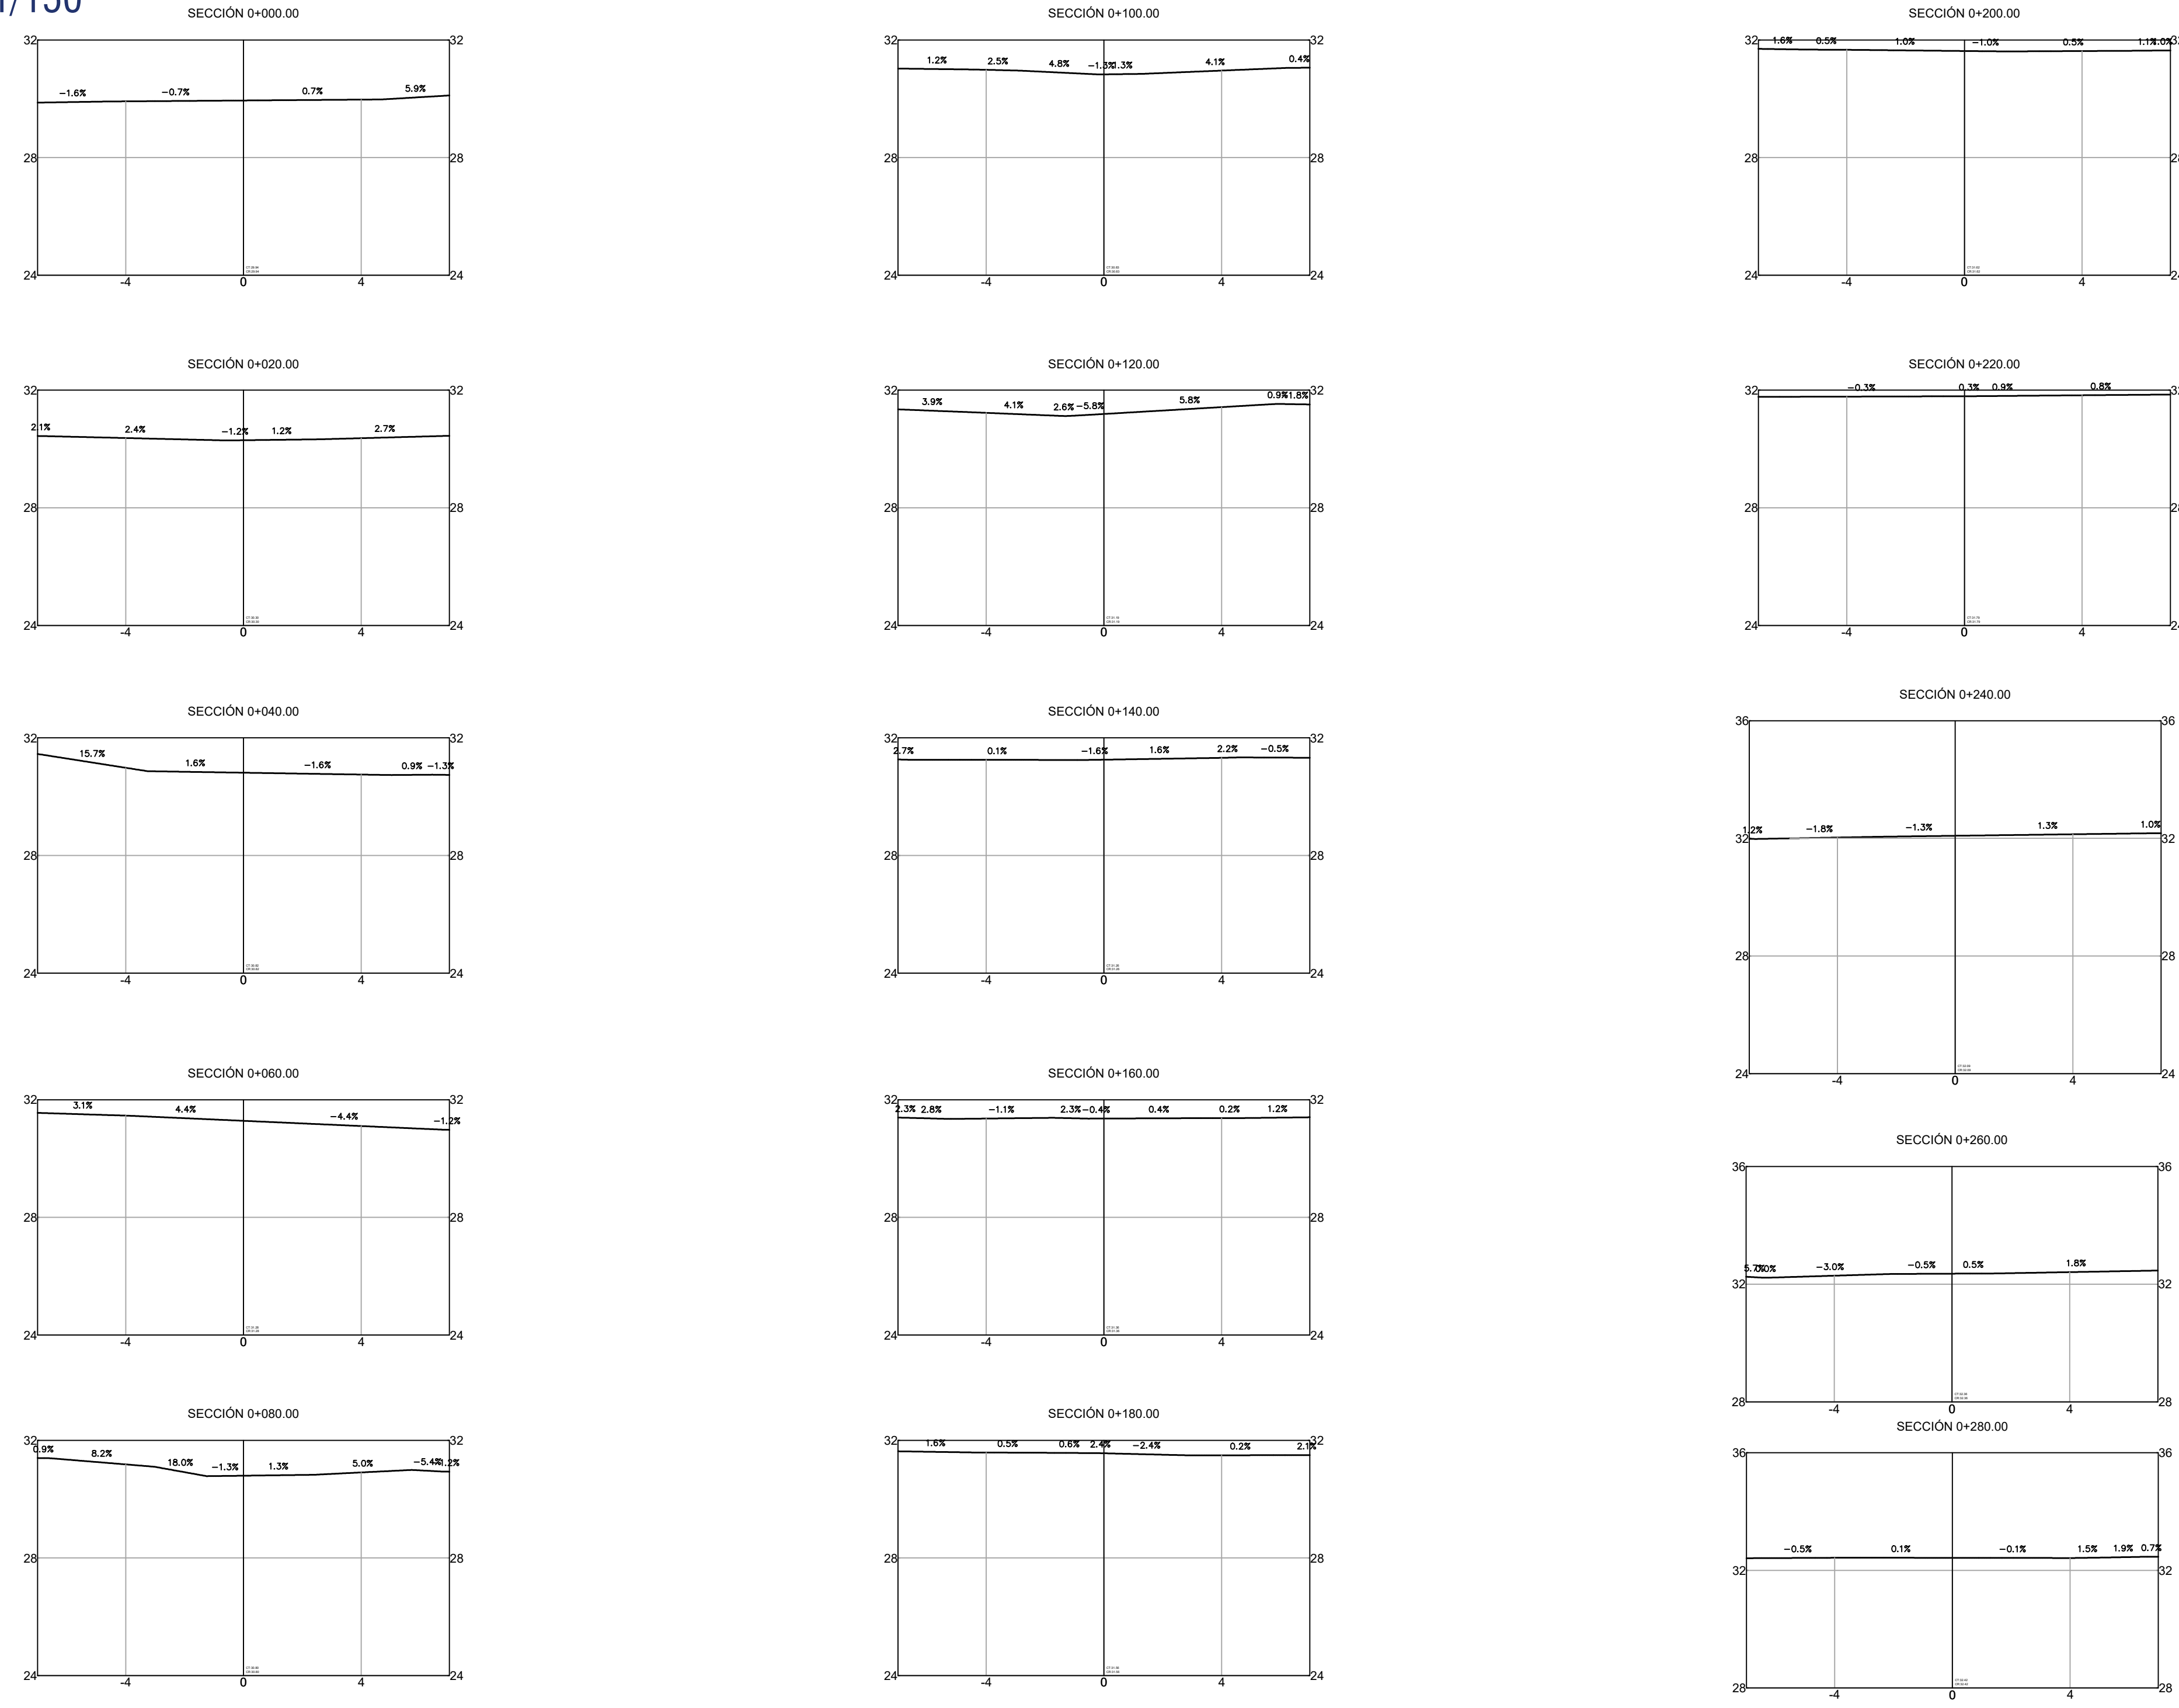 /150
SECCIÓN 0+000.00
32 32
−1.6% −0.7% 0.7% 5.9%
28 28
24 24
-4 0 4
SECCIÓN 0+020.00
32 32
2.1% 2.4% −1.2% 1.2% 2.7%
28 28
24 24
-4 0 4
SECCIÓN 0+040.00
32 32
15.7% 1.6% −1.6% 0.9% −1.3%
28 28
24 24
-4 0 4
SECCIÓN 0+060.00
32 32
3.1% 4.4% −4.4% −1.2%
28 28
24 24
-4 0 4
SECCIÓN 0+080.00
32 32
0.9% 8.2% 18.0% −1.3% 1.3% 5.0% −5.4% 1.2%
28 28
24 24
-4 0 4
SECCIÓN 0+100.00
32 32
1.2% 2.5% 4.8% −1.3% 1.3% 4.1% 0.4%
28 28
24 24
-4 0 4
SECCIÓN 0+120.00
32 32
3.9% 4.1% 2.6% −5.8% 5.8% 0.9% 1.8%
28 28
24 24
-4 0 4
SECCIÓN 0+140.00
32 32
2.7% 0.1% −1.6% 1.6% 2.2% −0.5%
28 28
24 24
-4 0 4
SECCIÓN 0+160.00
32 32
2.3% 2.8% −1.1% 2.3% −0.4% 0.4% 0.2% 1.2%
28 28
24 24
-4 0 4
SECCIÓN 0+180.00
32 32
1.6% 0.5% 0.6% 2.4% −2.4% 0.2% 2.1%
28 28
24 24
-4 0 4
SECCIÓN 0+200.00
32
1.6% 0.5% 1.0% −1.0% 0.5% 1.1% 1.0%
28
24
-4 0 4
SECCIÓN 0+220.00
32
−0.3% 0.3% 0.9% 0.8%
28
24
-4 0 4
SECCIÓN 0+240.00
36 36
1.2% −1.8% −1.3% 1.3% 1.0%
32 32
28 28
24 24
-4 0 4
SECCIÓN 0+260.00
36 36
−3.0% −0.5% 0.5% 1.8%
32 32
28 28
-4 0 4
SECCIÓN 0+280.00
36 36
−0.5% 0.1% −0.1% 1.5% 1.9% 0.7%
32 32
28 28
-4 0 4